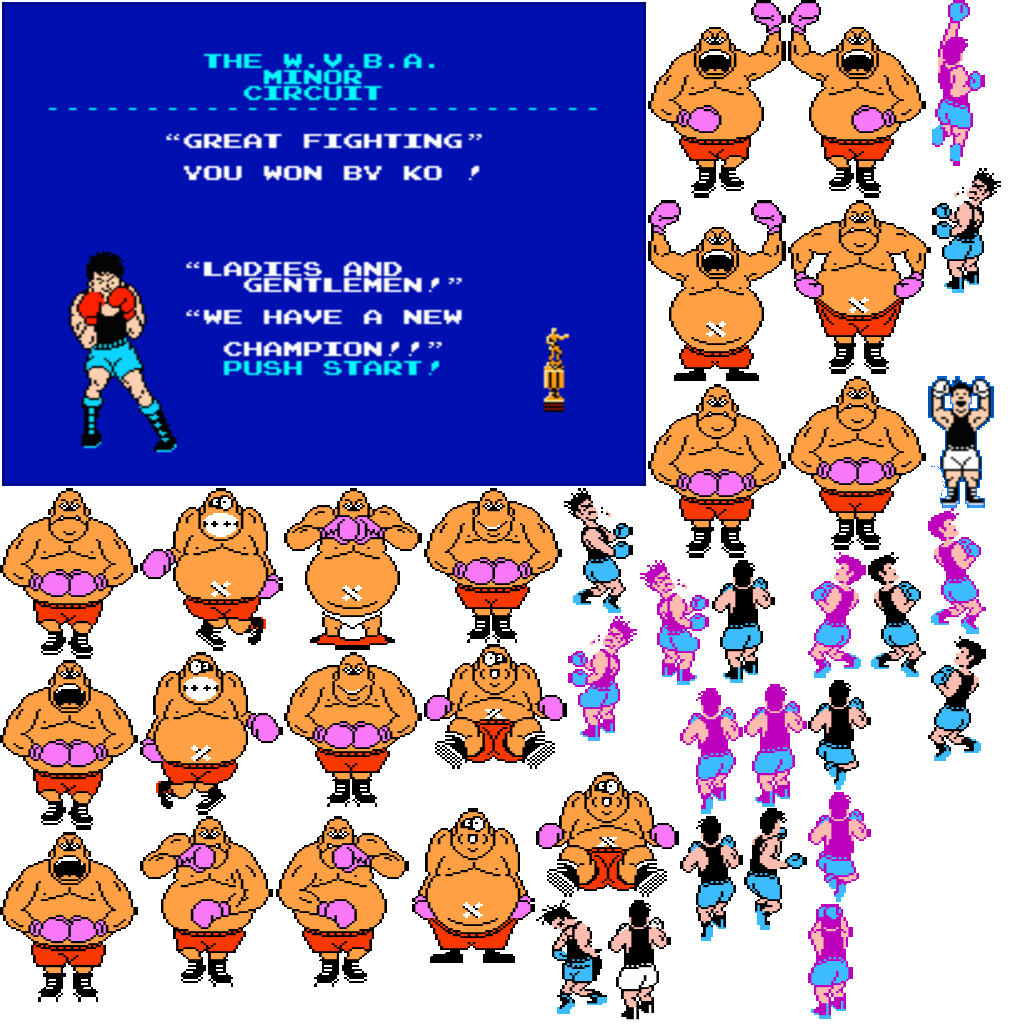 THE W.V.B.A.
MINOR
CIRCUIT
“GREAT FIGHTING”
YOU WON BY KO !
“LADIES AND
GENTLEMEN!”
“WE HAVE A NEW
CHAMPION!!”
PUSH START!